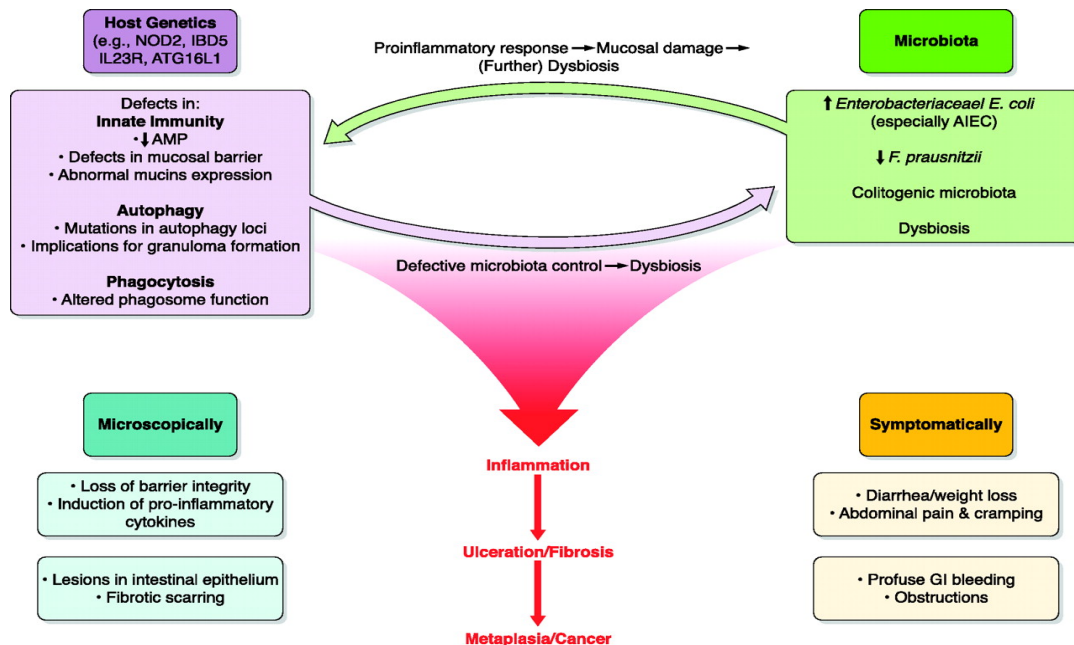 Host Genetics
(e.g., NOD2, IBD5
IL23R, ATG16L1
Proinflammatory response → Mucosal damage →
(Further) Dysbiosis
Microbiota
Defects in:
Innate Immunity
• ↓ AMP
• Defects in mucosal barrier
• Abnormal mucins expression
Autophagy
• Mutations in autophagy loci
• Implications for granuloma formation
Phagocytosis
• Altered phagosome function
↑ Enterobacteriaceael E. coli
(especially AIEC)
↓ F. prausnitzii
Colitogenic microbiota
Dysbiosis
Defective microbiota control → Dysbiosis
Microscopically
• Loss of barrier integrity
• Induction of pro-inflammatory
cytokines
• Lesions in intestinal epithelium
• Fibrotic scarring
Inflammation
Ulceration/Fibrosis
Metaplasia/Cancer
Symptomatically
• Diarrhea/weight loss
• Abdominal pain & cramping
• Profuse GI bleeding
• Obstructions